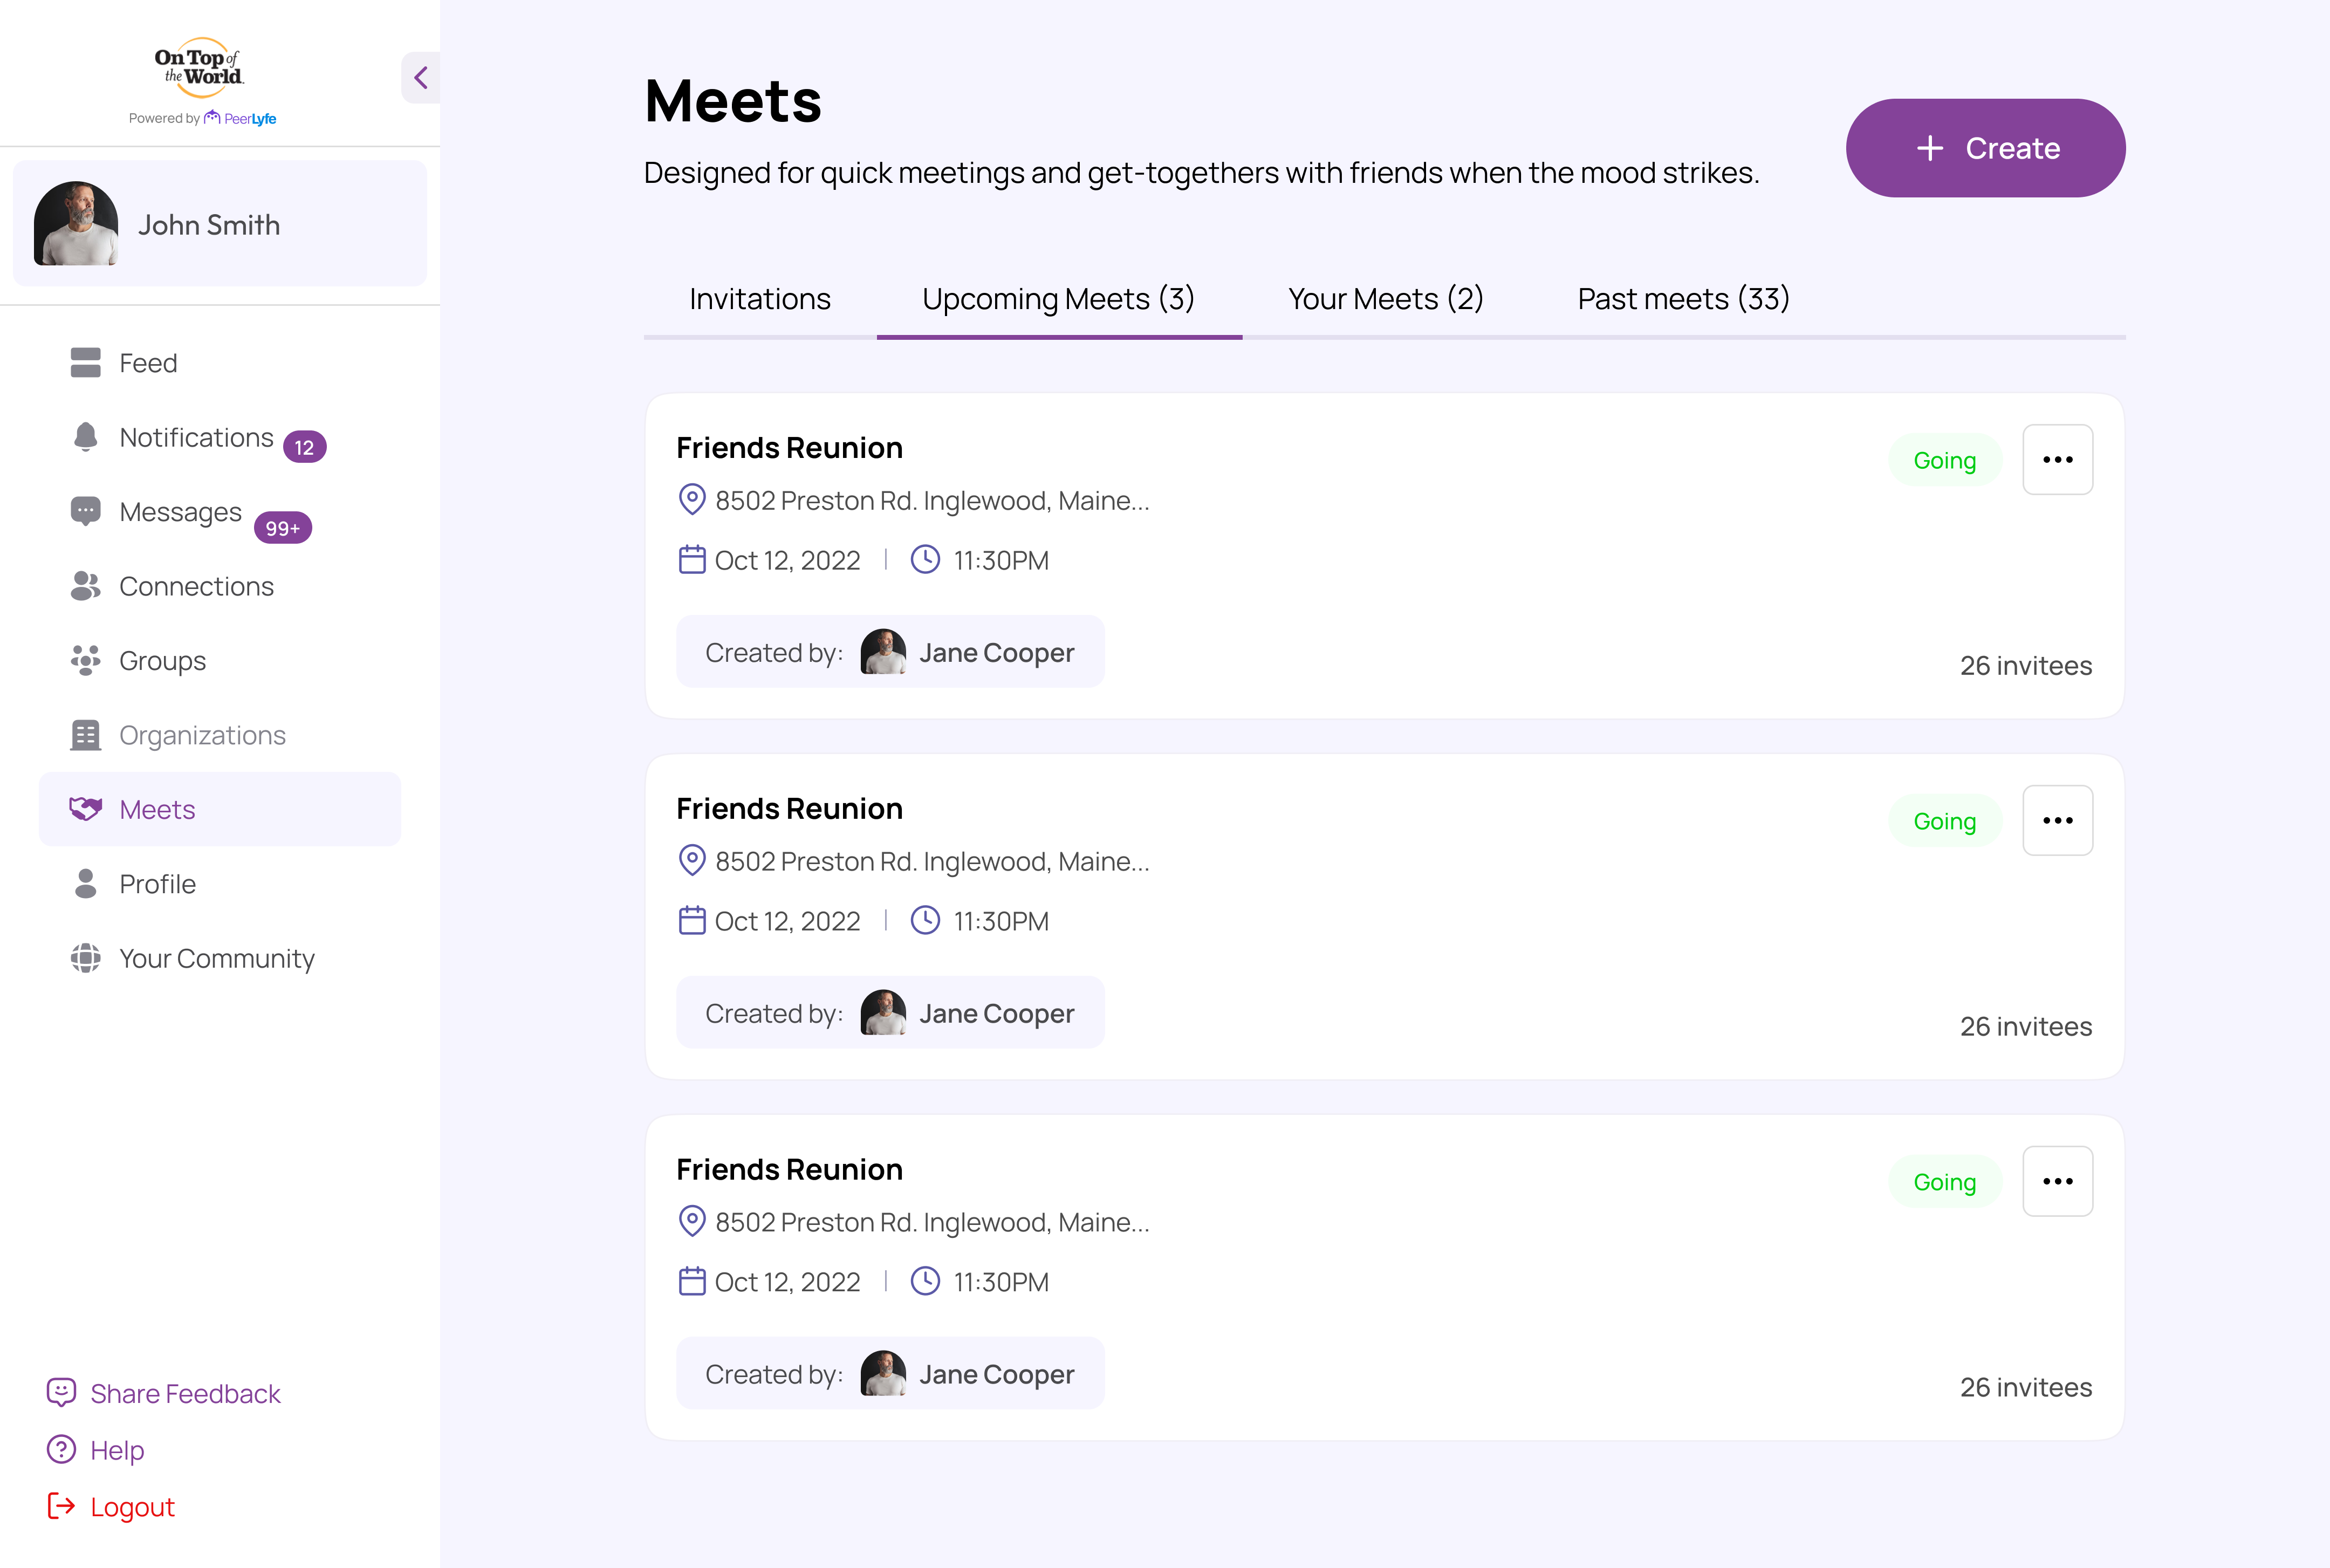 On Top of
the World
Powered by PeerLyfe
John Smith
Feed
Notifications 12
Messages 99+
Connections
Groups
Organizations
Meets
Profile
Your Community
Share Feedback
Help
Logout
Meets
Designed for quick meetings and get-togethers with friends when the mood strikes.
+ Create
Invitations Upcoming Meets (3) Your Meets (2) Past meets (33)
Friends Reunion
Going
8502 Preston Rd. Inglewood, Maine...
Oct 12, 2022 | 11:30PM
Created by: Jane Cooper
26 invitees
Friends Reunion
Going
8502 Preston Rd. Inglewood, Maine...
Oct 12, 2022 | 11:30PM
Created by: Jane Cooper
26 invitees
Friends Reunion
Going
8502 Preston Rd. Inglewood, Maine...
Oct 12, 2022 | 11:30PM
Created by: Jane Cooper
26 invitees